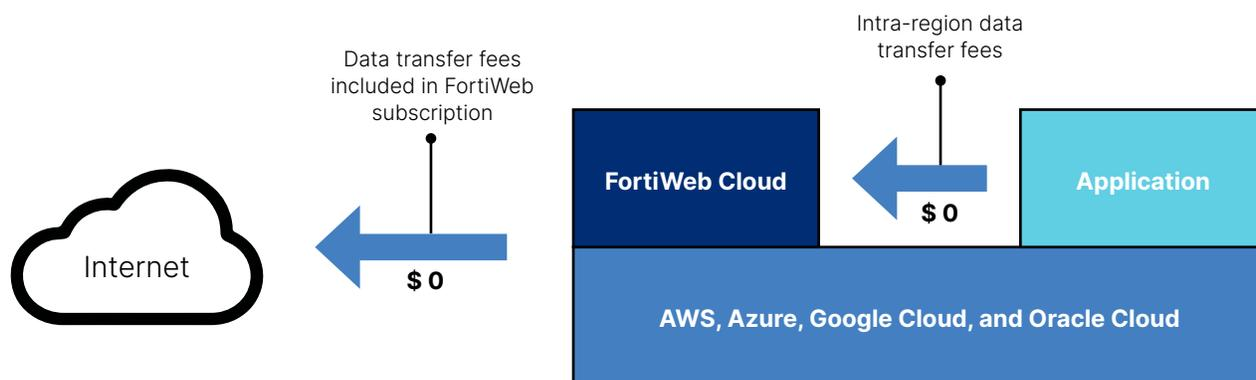 Intra-region data
transfer fees
Data transfer fees
included in FortiWeb
subscription
FortiWeb Cloud
Application
$ 0
Internet
$ 0
AWS, Azure, Google Cloud, and Oracle Cloud